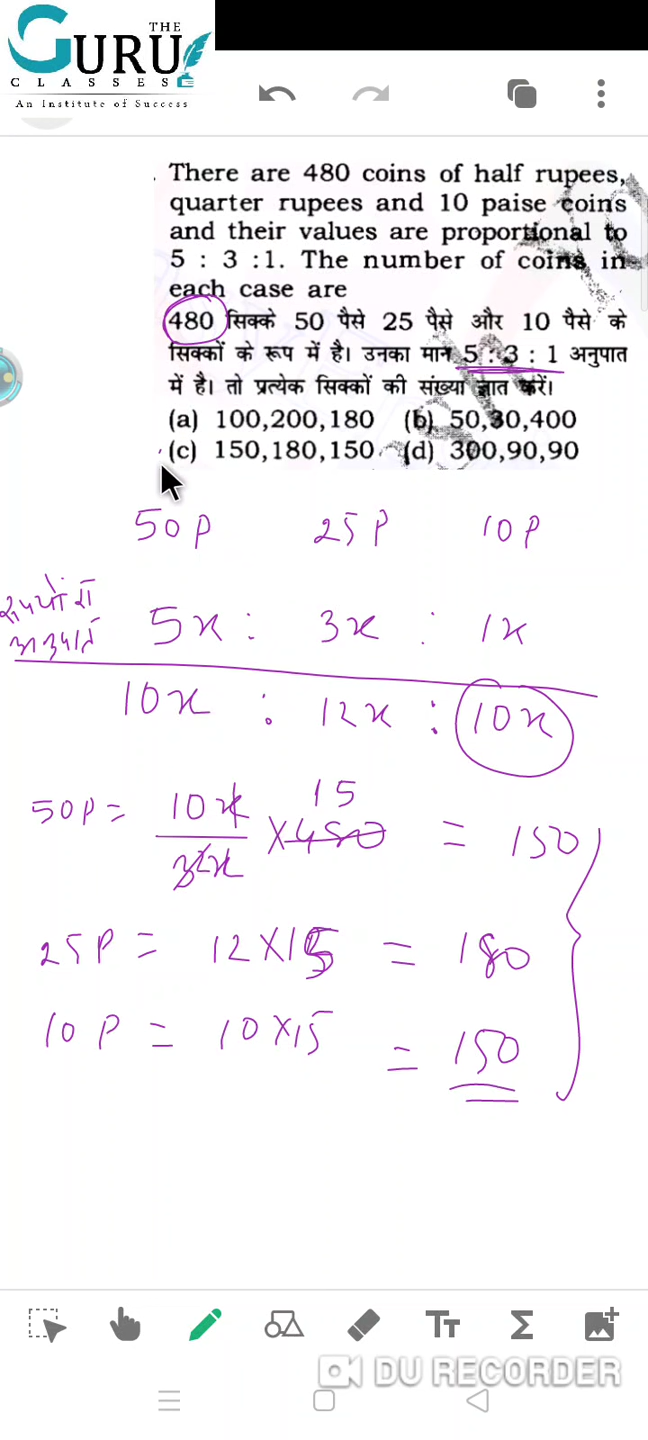 THE
GURU
CLASSES
An Institute of Success
There are 480 coins of half rupees,
quarter rupees and 10 paise coins
and their values are proportional to
5 : 3 :1. The number of coins in
each case are
480 सिक्के 50 पैसे 25 पैसे और 10 पैसे के
सिक्कों के रूप में है। उनका मान 5 : 3 : 1 अनुपात
में है। तो प्रत्येक सिक्कों की संख्या ज्ञात करें।
(a) 100,200,180 (b) 50,30,400
(c) 150,180,150 (d) 300,90,90
50P 25P 10P
5x : 3x : 1x
10x : 12x : 10x
15
50P = 10x/32x ×480 = 150
25P = 12×15 = 180
10P = 10×15 = 150
TT Σ
DU RECORDER